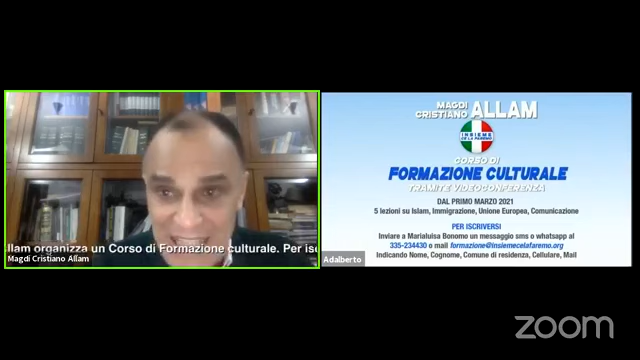 llam organizza un Corso di Formazione culturale. Per isc
Magdi Cristiano Allam
MAGDI
CRISTIANO ALLAM
INSIEME
CE LA FAREMO
CORSO DI
FORMAZIONE CULTURALE
TRAMITE VIDEOCONFERENZA
DAL PRIMO MARZO 2021
5 lezioni su Islam, Immigrazione, Unione Europea, Comunicazione
PER ISCRIVERSI
Inviare a Marialuisa Bonomo un messaggio sms o whatsapp al
335-234430 o mail formazione@insiemecelafaremo.org
Indicando Nome, Cognome, Comune di residenza, Cellulare, Mail
Adalberto
zoom